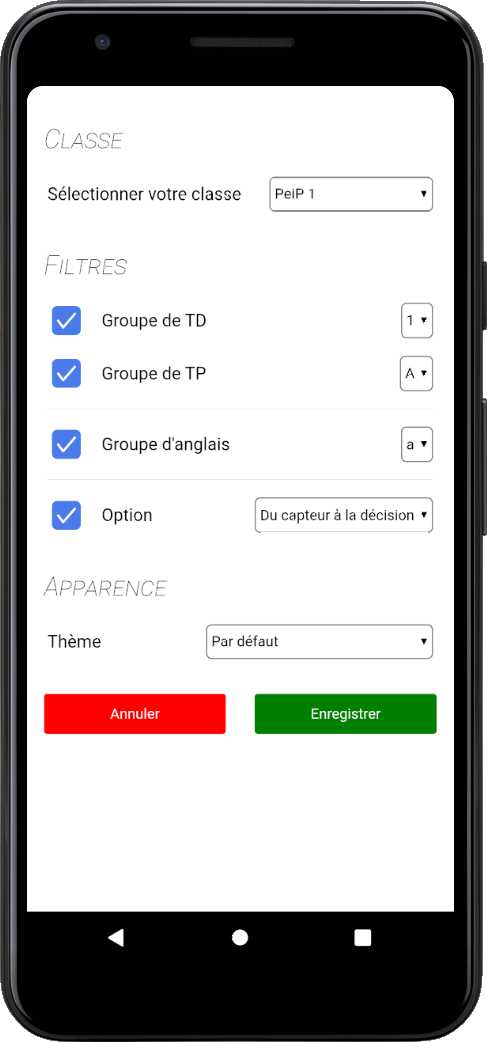 Classe
Sélectionner votre classe PeiP 1
Filtres
Groupe de TD 1
Groupe de TP A
Groupe d'anglais a
Option Du capteur à la décision
Apparence
Thème Par défaut
Annuler Enregistrer